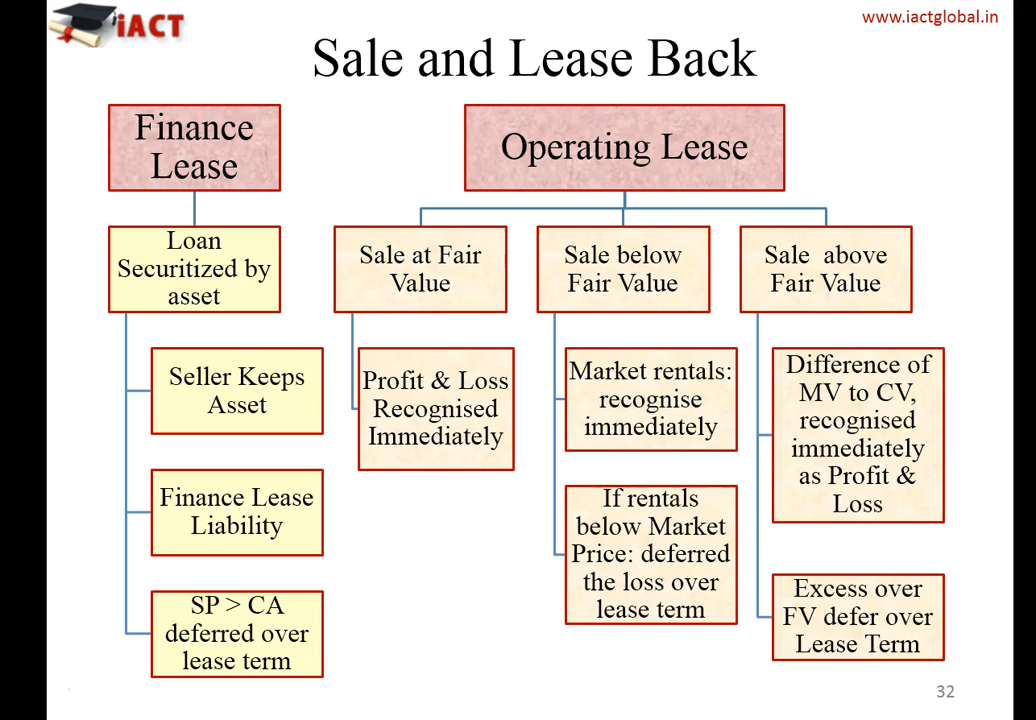 iACT
www.iactglobal.in
Sale and Lease Back
Finance
Lease
Loan
Securitized by
asset
Seller Keeps
Asset
Finance Lease
Liability
SP > CA
deferred over
lease term
Operating Lease
Sale at Fair
Value
Profit & Loss
Recognised
Immediately
Sale below
Fair Value
Market rentals:
recognise
immediately
If rentals
below Market
Price: deferred
the loss over
lease term
Sale above
Fair Value
Difference of
MV to CV,
recognised
immediately
as Profit &
Loss
Excess over
FV defer over
Lease Term
32